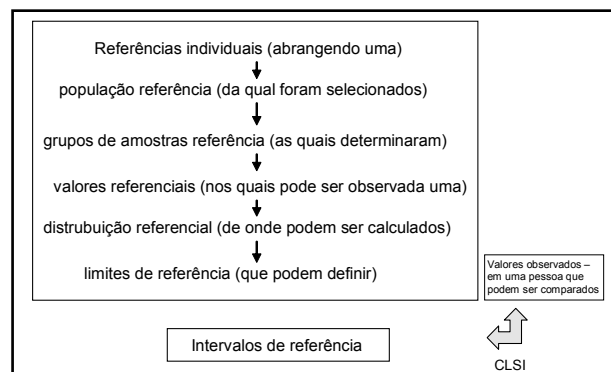 Referências individuais (abrangendo uma)
população referência (da qual foram selecionados)
grupos de amostras referência (as quais determinaram)
valores referenciais (nos quais pode ser observada uma)
distrubuição referencial (de onde podem ser calculados)
limites de referência (que podem definir)
Valores observados –
em uma pessoa que
podem ser comparados
Intervalos de referência
CLSI